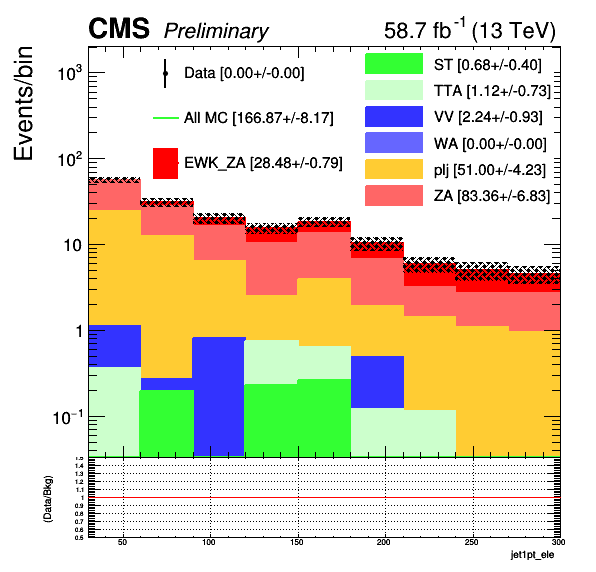 CMS Preliminary 58.7 fb⁻¹ (13 TeV)
Events/bin
10³
10²
10
1
10⁻¹
Data [0.00+/-0.00]
All MC [166.87+/-8.17]
EWK_ZA [28.48+/-0.79]
ST [0.68+/-0.40]
TTA [1.12+/-0.73]
VV [2.24+/-0.93]
WA [0.00+/-0.00]
plj [51.00+/-4.23]
ZA [83.36+/-6.83]
(Data/Bkg)
1.5
1.4
1.3
1.2
1.1
1
0.9
0.8
0.7
0.6
0.5
50 100 150 200 250 300
jet1pt_ele